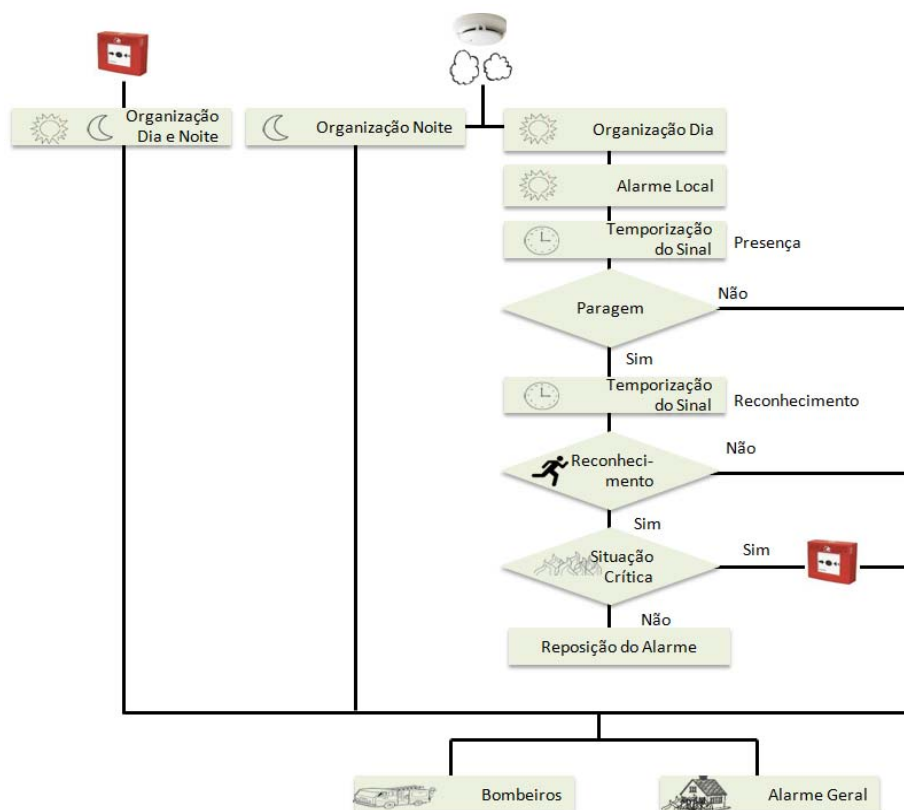 Organização
Dia e Noite
Organização Noite
Organização Dia
Alarme Local
Temporização
do Sinal
Presença
Paragem
Não
Sim
Temporização
do Sinal
Reconhecimento
Reconheci-
mento
Não
Sim
Situação
Crítica
Sim
Não
Reposição do Alarme
Bombeiros
Alarme Geral